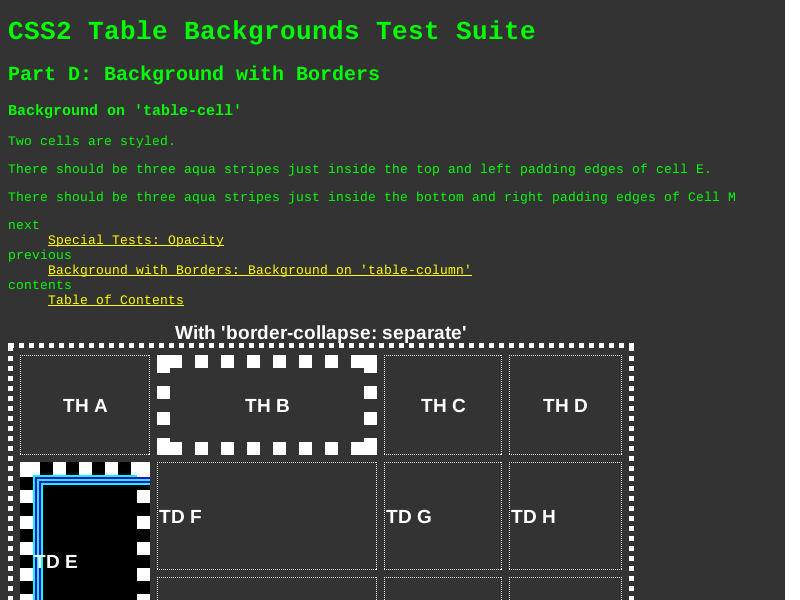 CSS2 Table Backgrounds Test Suite
Part D: Background with Borders
Background on 'table-cell'
Two cells are styled.
There should be three aqua stripes just inside the top and left padding edges of cell E.
There should be three aqua stripes just inside the bottom and right padding edges of Cell M
next
Special Tests: Opacity
previous
Background with Borders: Background on 'table-column'
contents
Table of Contents
With 'border-collapse: separate'
TH A TH B TH C TH D
TD F TD G TD H
TD E